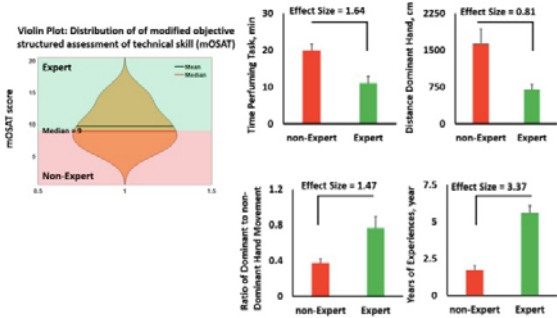 Violin Plot: Distribution of of modified objective
structured assessment of technical skill (mOSAT)
mOSAT score
20
15
10
5
Expert
Mean
Median
Median = 9
Non-Expert
0.5
1
1.5
Effect Size = 1.64
Time Perfuming Task, min
30
20
10
0
non-Expert
Expert
Effect Size = 0.81
Distance Dominant Hand, cm
2250
1500
750
0
non-Expert
Expert
Effect Size = 1.47
Ratio of Dominant to non-
Dominant Hand Movement
1.2
0.8
0.4
0
non-Expert
Expert
Effect Size = 3.37
Years of Experiences, year
7.5
5
2.5
0
non-Expert
Expert